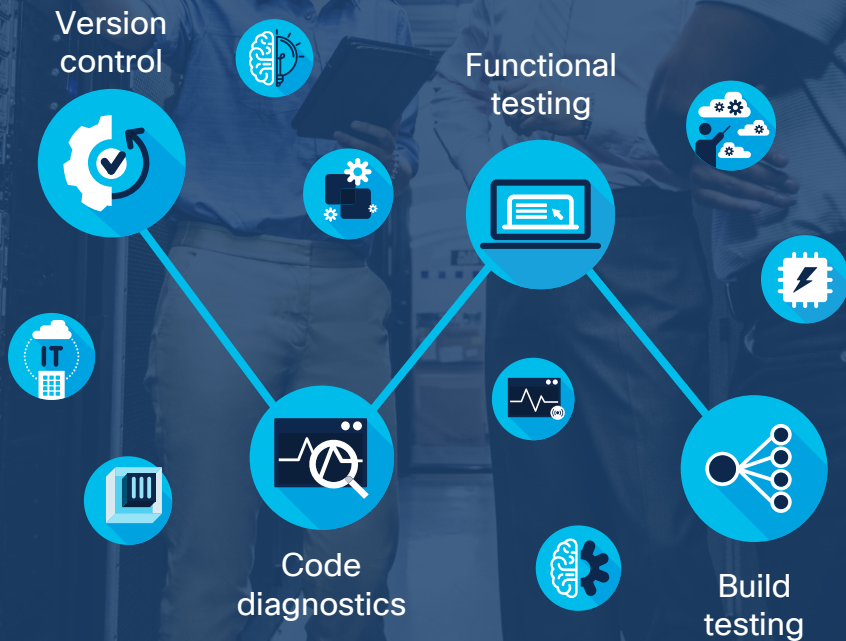 Version
control
Functional
testing
IT
Code
diagnostics
Build
testing